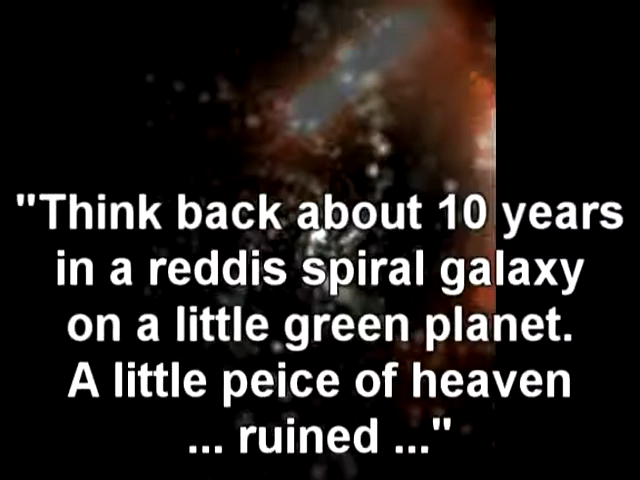 "Think back about 10 years
in a reddis spiral galaxy
on a little green planet.
A little peice of heaven
... ruined ..."